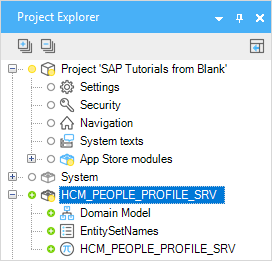 Project Explorer
Project 'SAP Tutorials from Blank'
Settings
Security
Navigation
System texts
App Store modules
System
HCM_PEOPLE_PROFILE_SRV
Domain Model
EntitySetNames
HCM_PEOPLE_PROFILE_SRV